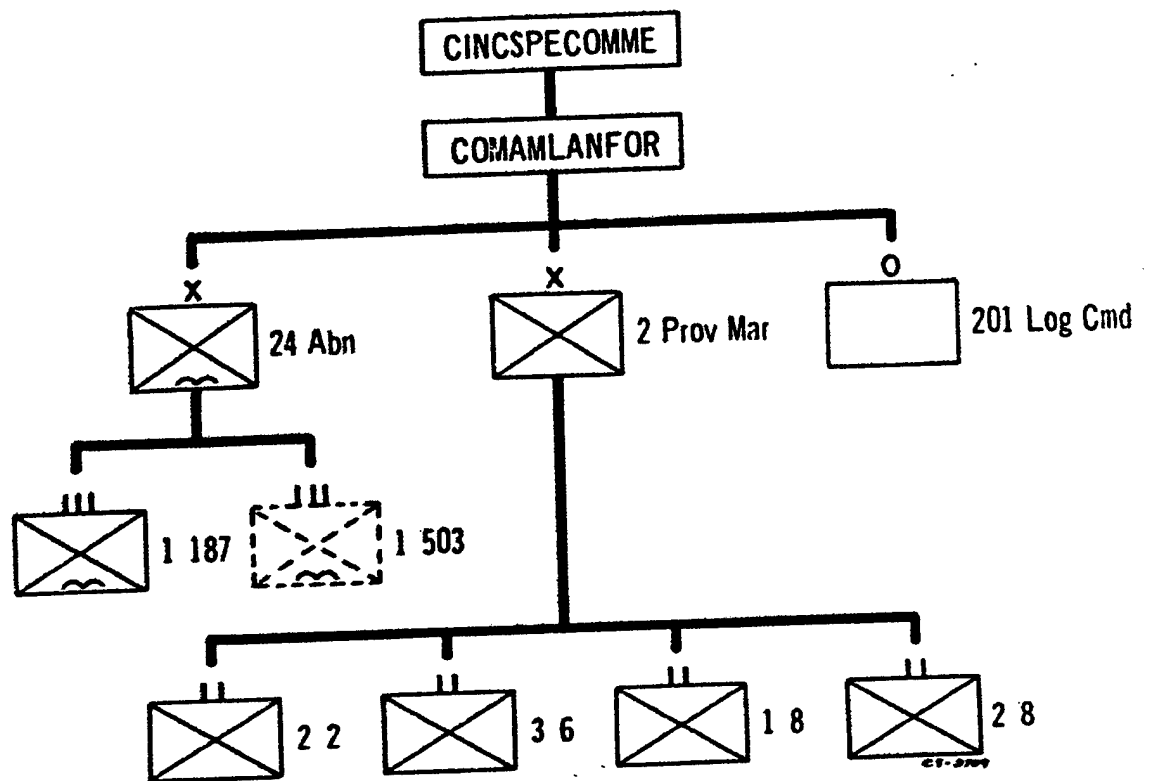 CINCSPECOMME
COMAMLANFOR
X
24 Abn
X
2 Prov Mar
O
201 Log Cmd
III
1 187
III
1 503
II
2 2
II
3 6
II
1 8
II
2 8